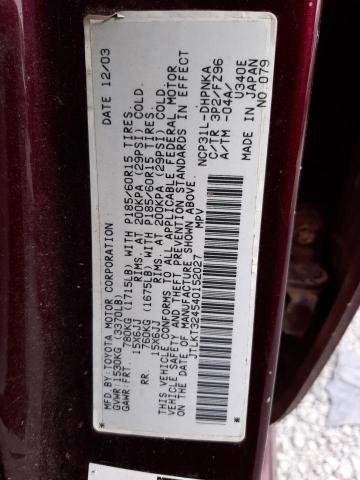 MFD. BY: TOYOTA MOTOR CORPORATION DATE 12/03
GVWR: 1530KG (3370LB)
GAWR:FRT. 780KG (1715LB) WITH P185/60R15 TIRES.
15X6JJ RIMS. AT 200KPA (29PSI) COLD.
RR. 760KG (1675LB) WITH P185/60R15 TIRES.
15X6JJ RIMS. AT 200KPA (29PSI) COLD.
THIS VEHICLE CONFORMS TO ALL APPLICABLE FEDERAL MOTOR
VEHICLE SAFETY AND THEFT PREVENTION STANDARDS IN EFFECT
ON THE DATE OF MANUFACTURE SHOWN ABOVE.
JTLKT324540152027 MPV
NCP31L-DHPNKA
C/TR 3P2/FZ96
A/TM -04A/ U340E
MADE IN JAPAN
NO.079